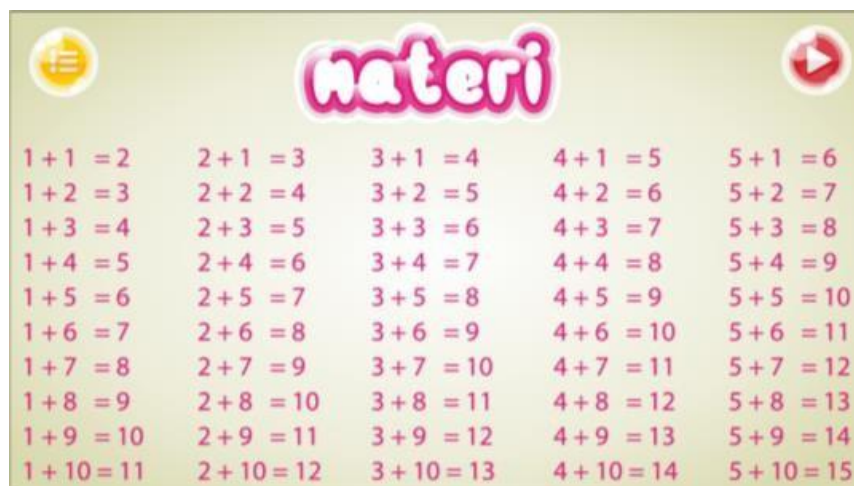 materi
1 + 1 = 2 2 + 1 = 3 3 + 1 = 4 4 + 1 = 5 5 + 1 = 6
1 + 2 = 3 2 + 2 = 4 3 + 2 = 5 4 + 2 = 6 5 + 2 = 7
1 + 3 = 4 2 + 3 = 5 3 + 3 = 6 4 + 3 = 7 5 + 3 = 8
1 + 4 = 5 2 + 4 = 6 3 + 4 = 7 4 + 4 = 8 5 + 4 = 9
1 + 5 = 6 2 + 5 = 7 3 + 5 = 8 4 + 5 = 9 5 + 5 = 10
1 + 6 = 7 2 + 6 = 8 3 + 6 = 9 4 + 6 = 10 5 + 6 = 11
1 + 7 = 8 2 + 7 = 9 3 + 7 = 10 4 + 7 = 11 5 + 7 = 12
1 + 8 = 9 2 + 8 = 10 3 + 8 = 11 4 + 8 = 12 5 + 8 = 13
1 + 9 = 10 2 + 9 = 11 3 + 9 = 12 4 + 9 = 13 5 + 9 = 14
1 + 10 = 11 2 + 10 = 12 3 + 10 = 13 4 + 10 = 14 5 + 10 = 15